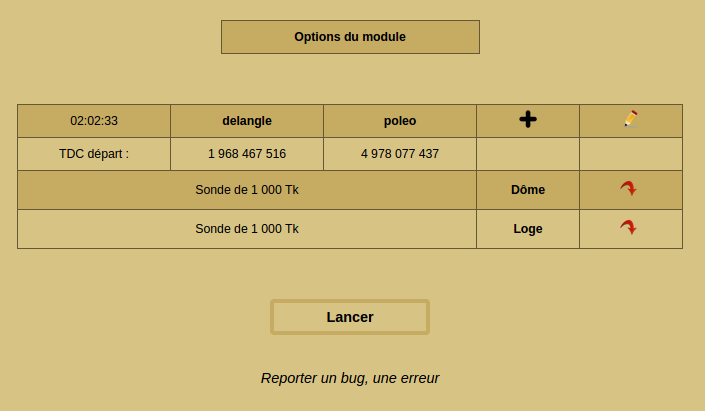 Options du module
02:02:33 delangle poleo
TDC départ : 1 968 467 516 4 978 077 437
Sonde de 1 000 Tk Dôme
Sonde de 1 000 Tk Loge
Lancer
Reporter un bug, une erreur